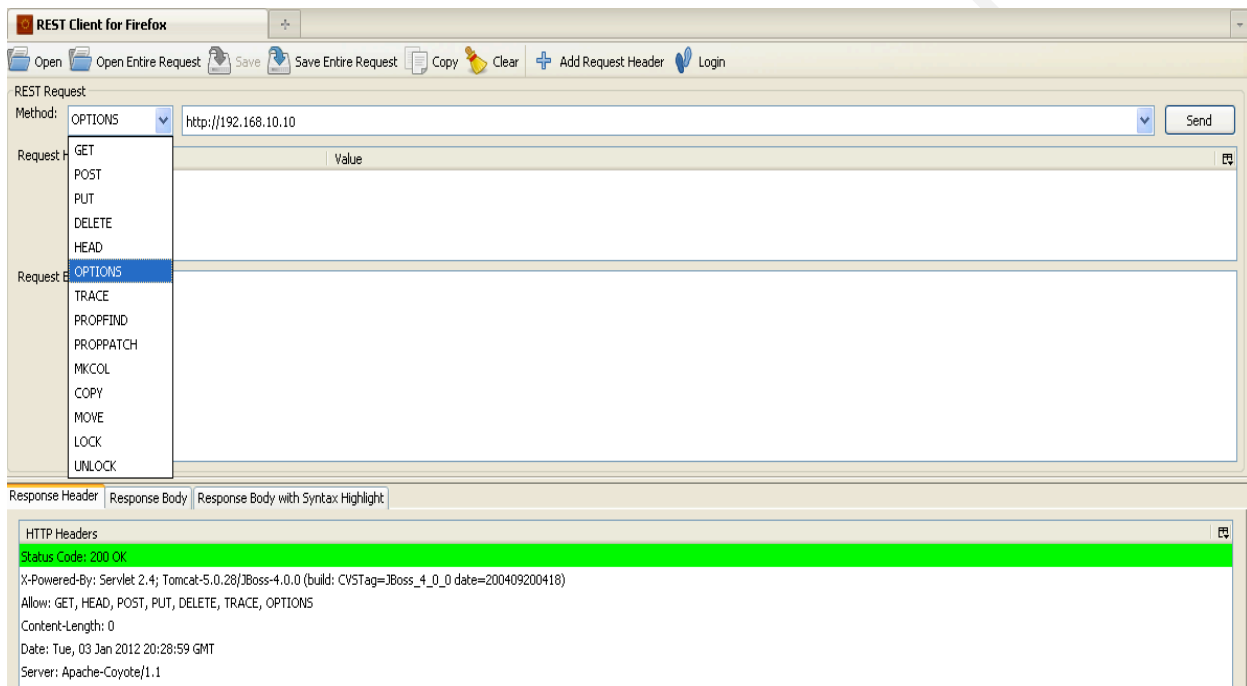 REST Client for Firefox
Open Open Entire Request Save Save Entire Request Copy Clear Add Request Header Login
REST Request
Method: OPTIONS http://192.168.10.10 Send
Request H Value
GET
POST
PUT
DELETE
HEAD
Request B OPTIONS
TRACE
PROPFIND
PROPPATCH
MKCOL
COPY
MOVE
LOCK
UNLOCK
Response Header Response Body Response Body with Syntax Highlight
HTTP Headers
Status Code: 200 OK
X-Powered-By: Servlet 2.4; Tomcat-5.0.28/JBoss-4.0.0 (build: CVSTag=JBoss_4_0_0 date=200409200418)
Allow: GET, HEAD, POST, PUT, DELETE, TRACE, OPTIONS
Content-Length: 0
Date: Tue, 03 Jan 2012 20:28:59 GMT
Server: Apache-Coyote/1.1